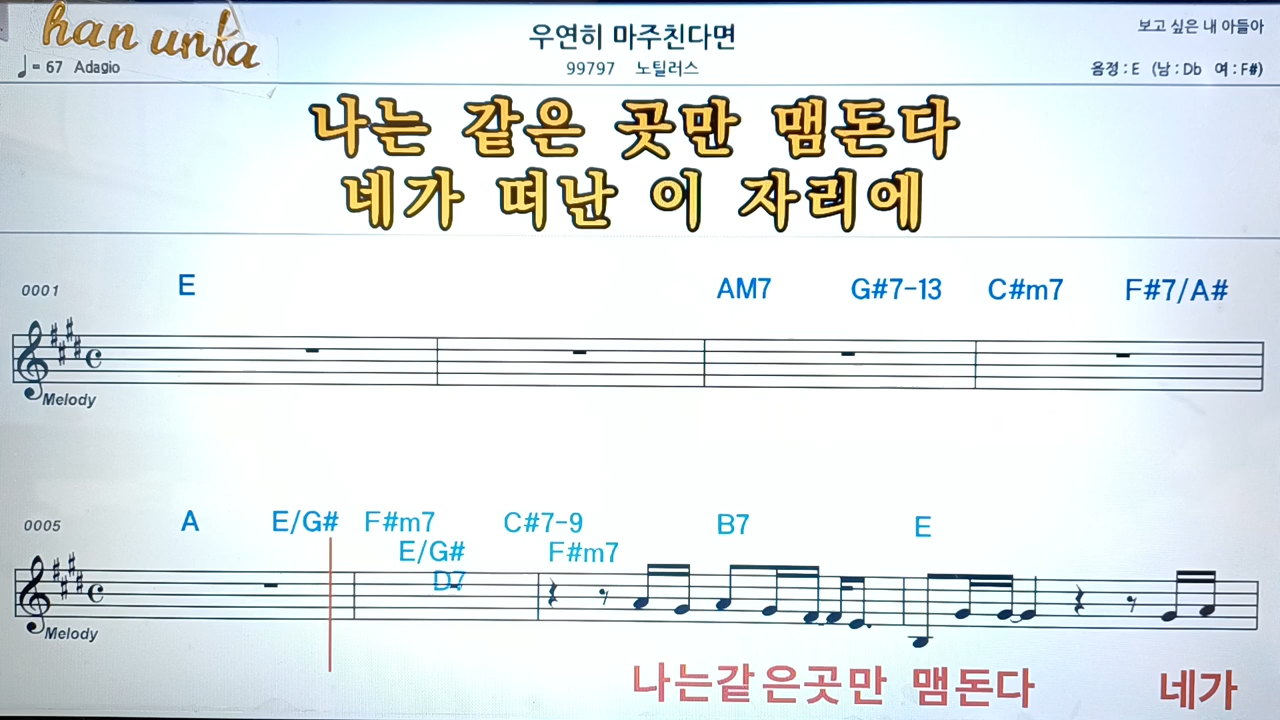 han unfa
우연히 마주친다면
보고 싶은 내 아들아
♩= 67 Adagio
99797 노틸러스
음정 : E (남 : Db 여 : F#)
나는 같은 곳만 맴돈다
네가 떠난 이 자리에
0001 E AM7 G#7-13 C#m7 F#7/A#
Melody
0005 A E/G# F#m7 C#7-9 B7 E
E/G# F#m7
D7
Melody
나는같은곳만 맴돈다 네가